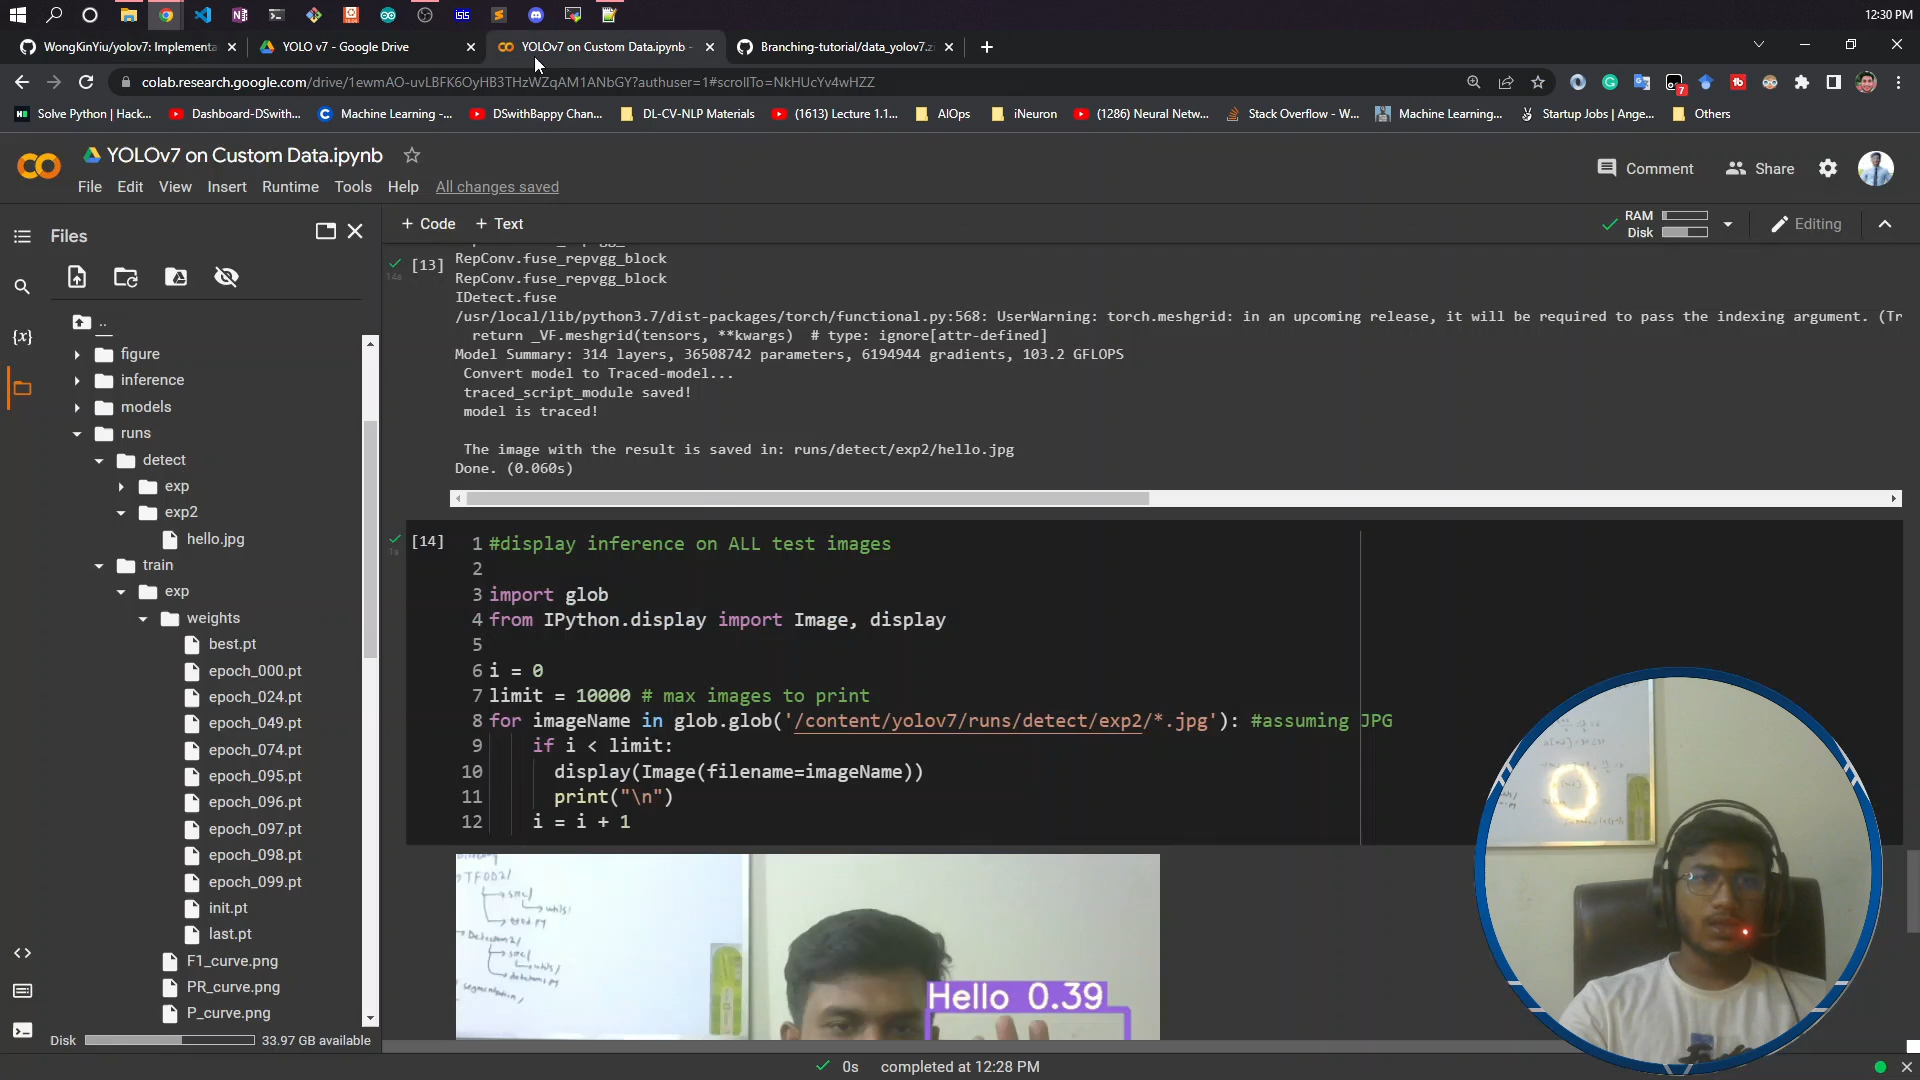 12:30 PM
WongKinYiu/yolov7: Implementa
YOLO v7 - Google Drive
YOLOv7 on Custom Data.ipynb -
Branching-tutorial/data_yolov7.z
colab.research.google.com/drive/1ewmAO-uvLBFK6OyHB3THzWZqAM1ANbGY?authuser=1#scrollTo=NkHUcYv4wHZZ
Solve Python | Hack...
Dashboard-DSwith...
Machine Learning -...
DSwithBappy Chan...
DL-CV-NLP Materials
(1613) Lecture 1.1...
AIOps
iNeuron
(1286) Neural Netw...
Stack Overflow - W...
Machine Learning...
Startup Jobs | Ange...
Others
YOLOv7 on Custom Data.ipynb
File Edit View Insert Runtime Tools Help All changes saved
Comment
Share
Files
+ Code + Text
RAM
Disk
Editing
..
figure
inference
models
runs
detect
exp
exp2
hello.jpg
train
exp
weights
best.pt
epoch_000.pt
epoch_024.pt
epoch_049.pt
epoch_074.pt
epoch_095.pt
epoch_096.pt
epoch_097.pt
epoch_098.pt
epoch_099.pt
init.pt
last.pt
F1_curve.png
PR_curve.png
P_curve.png
Disk 33.97 GB available
[13]
14s
RepConv.fuse_repvgg_block
RepConv.fuse_repvgg_block
IDetect.fuse
/usr/local/lib/python3.7/dist-packages/torch/functional.py:568: UserWarning: torch.meshgrid: in an upcoming release, it will be required to pass the indexing argument. (Tr
return _VF.meshgrid(tensors, **kwargs)  # type: ignore[attr-defined]
Model Summary: 314 layers, 36508742 parameters, 6194944 gradients, 103.2 GFLOPS
Convert model to Traced-model...
traced_script_module saved!
model is traced!
The image with the result is saved in: runs/detect/exp2/hello.jpg
Done. (0.060s)
[14]
1s
1 #display inference on ALL test images
2
3 import glob
4 from IPython.display import Image, display
5
6 i = 0
7 limit = 10000 # max images to print
8 for imageName in glob.glob('/content/yolov7/runs/detect/exp2/*.jpg'): #assuming JPG
9 if i < limit:
10 display(Image(filename=imageName))
11 print("\n")
12 i = i + 1
TFOD2/
src/
utils/
Detectron2/
src/
Hello 0.39
0s completed at 12:28 PM